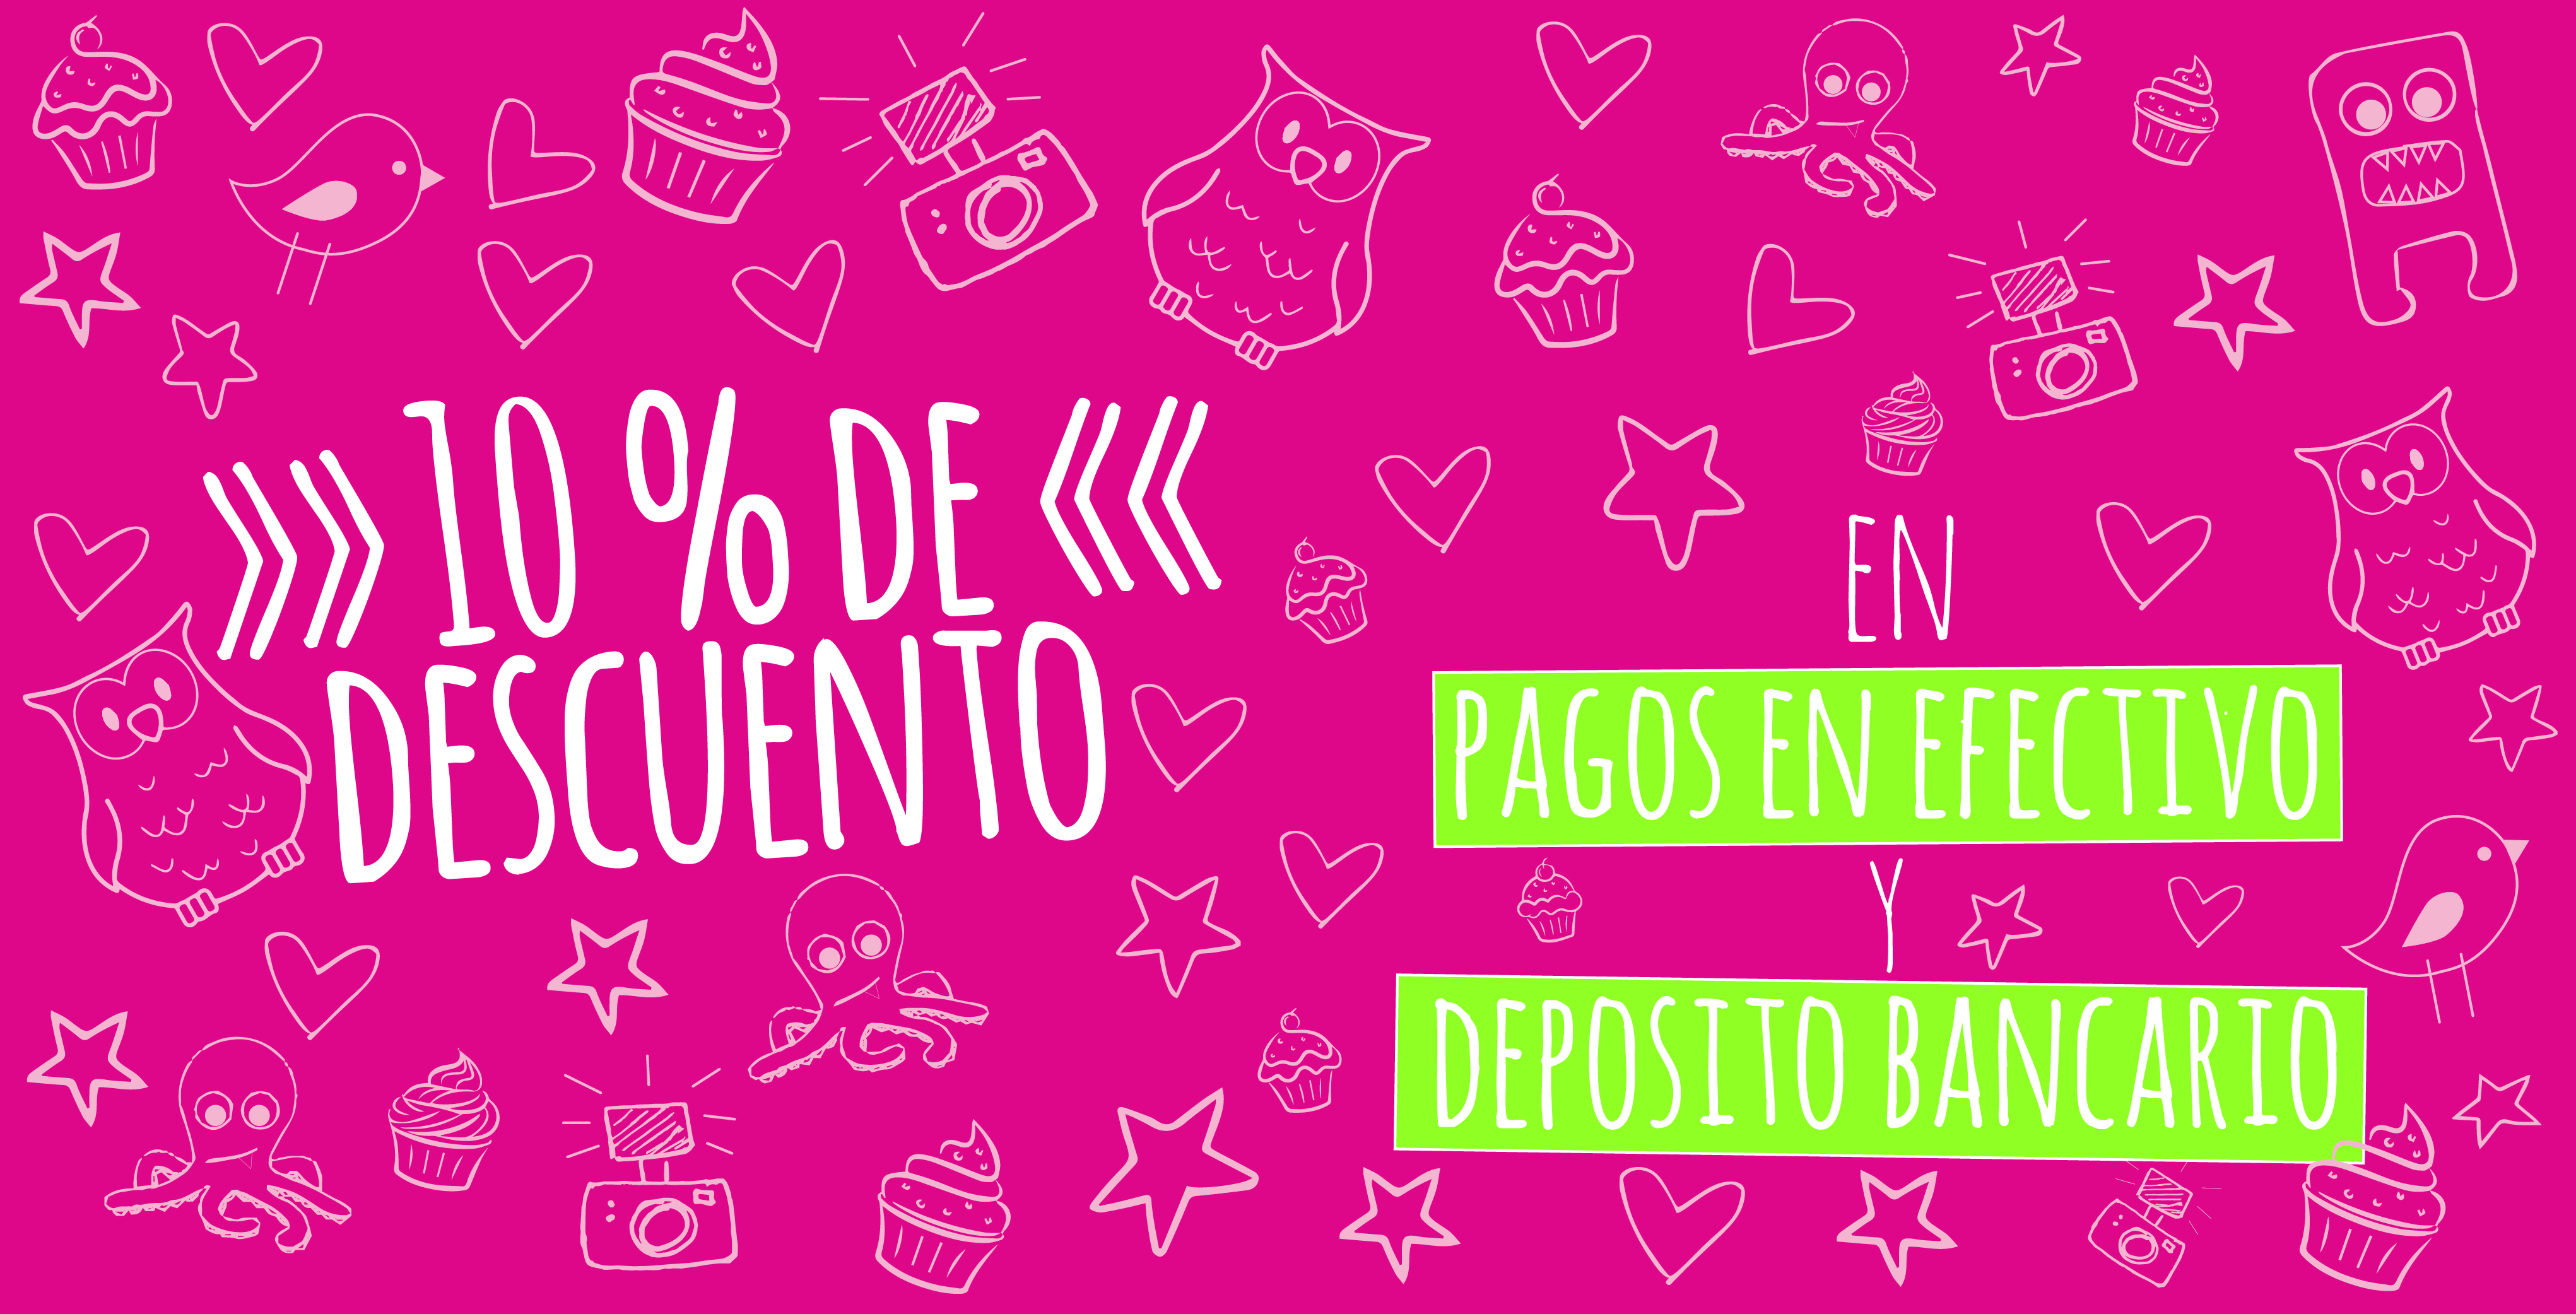 10 % DE
DESCUENTO
EN
PAGOS EN EFECTIVO
Y
DEPOSITO BANCARIO